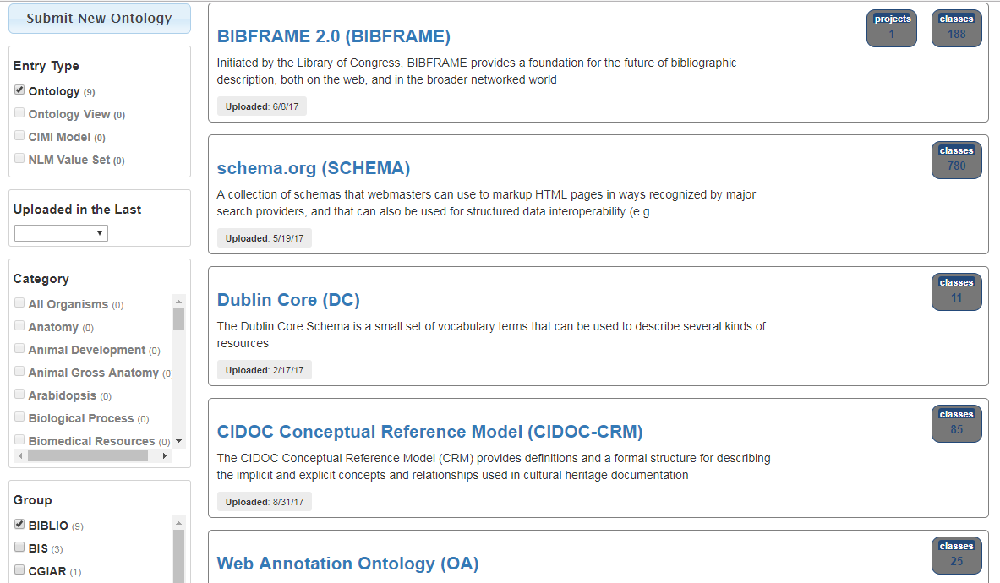 Submit New Ontology
Entry Type
Ontology (9)
Ontology View (0)
CIMI Model (0)
NLM Value Set (0)
Uploaded in the Last
Category
All Organisms (0)
Anatomy (0)
Animal Development (0)
Animal Gross Anatomy (0
Arabidopsis (0)
Biological Process (0)
Biomedical Resources (0)
Group
BIBLIO (9)
BIS (3)
CGIAR (1)
BIBFRAME 2.0 (BIBFRAME)
projects
1
classes
188
Initiated by the Library of Congress, BIBFRAME provides a foundation for the future of bibliographic
description, both on the web, and in the broader networked world
Uploaded: 6/8/17
schema.org (SCHEMA)
classes
780
A collection of schemas that webmasters can use to markup HTML pages in ways recognized by major
search providers, and that can also be used for structured data interoperability (e.g
Uploaded: 5/19/17
Dublin Core (DC)
classes
11
The Dublin Core Schema is a small set of vocabulary terms that can be used to describe several kinds of
resources
Uploaded: 2/17/17
CIDOC Conceptual Reference Model (CIDOC-CRM)
classes
85
The CIDOC Conceptual Reference Model (CRM) provides definitions and a formal structure for describing
the implicit and explicit concepts and relationships used in cultural heritage documentation
Uploaded: 8/31/17
Web Annotation Ontology (OA)
classes
25